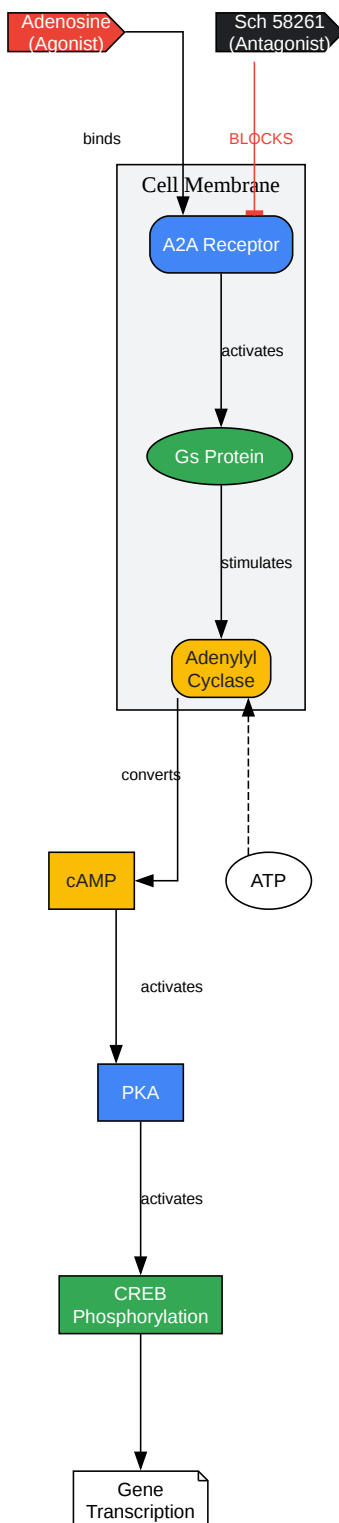 Adenosine
(Agonist)
Sch 58261
(Antagonist)
binds
BLOCKS
Cell Membrane
A2A Receptor
activates
Gs Protein
stimulates
Adenylyl
Cyclase
converts
cAMP
ATP
activates
PKA
activates
CREB
Phosphorylation
Gene
Transcription